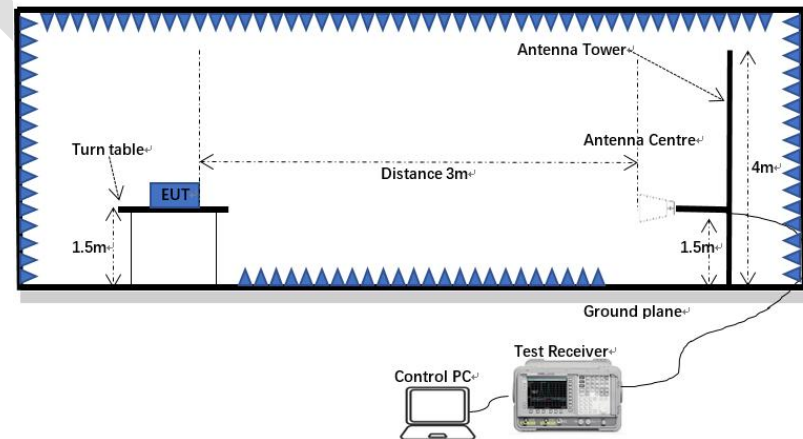 Antenna Tower
Turn table
Antenna Centre
Distance 3m
4m
EUT
1.5m
1.5m
Ground plane
Test Receiver
Control PC